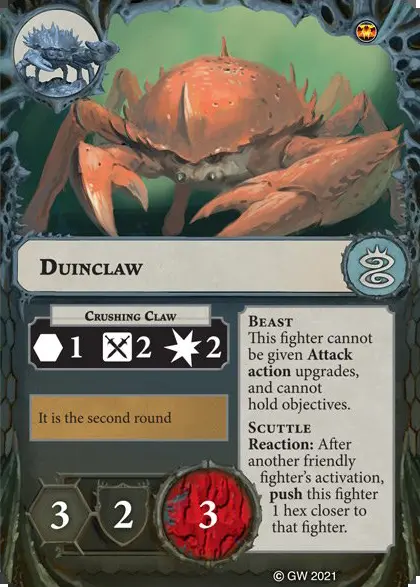 DUINCLAW
CRUSHING CLAW
1 2 2
It is the second round
3 2 3
BEAST
This fighter cannot
be given Attack
action upgrades,
and cannot
hold objectives.
SCUTTLE
Reaction: After
another friendly
fighter's activation,
push this fighter
1 hex closer to
that fighter.
© GW 2021